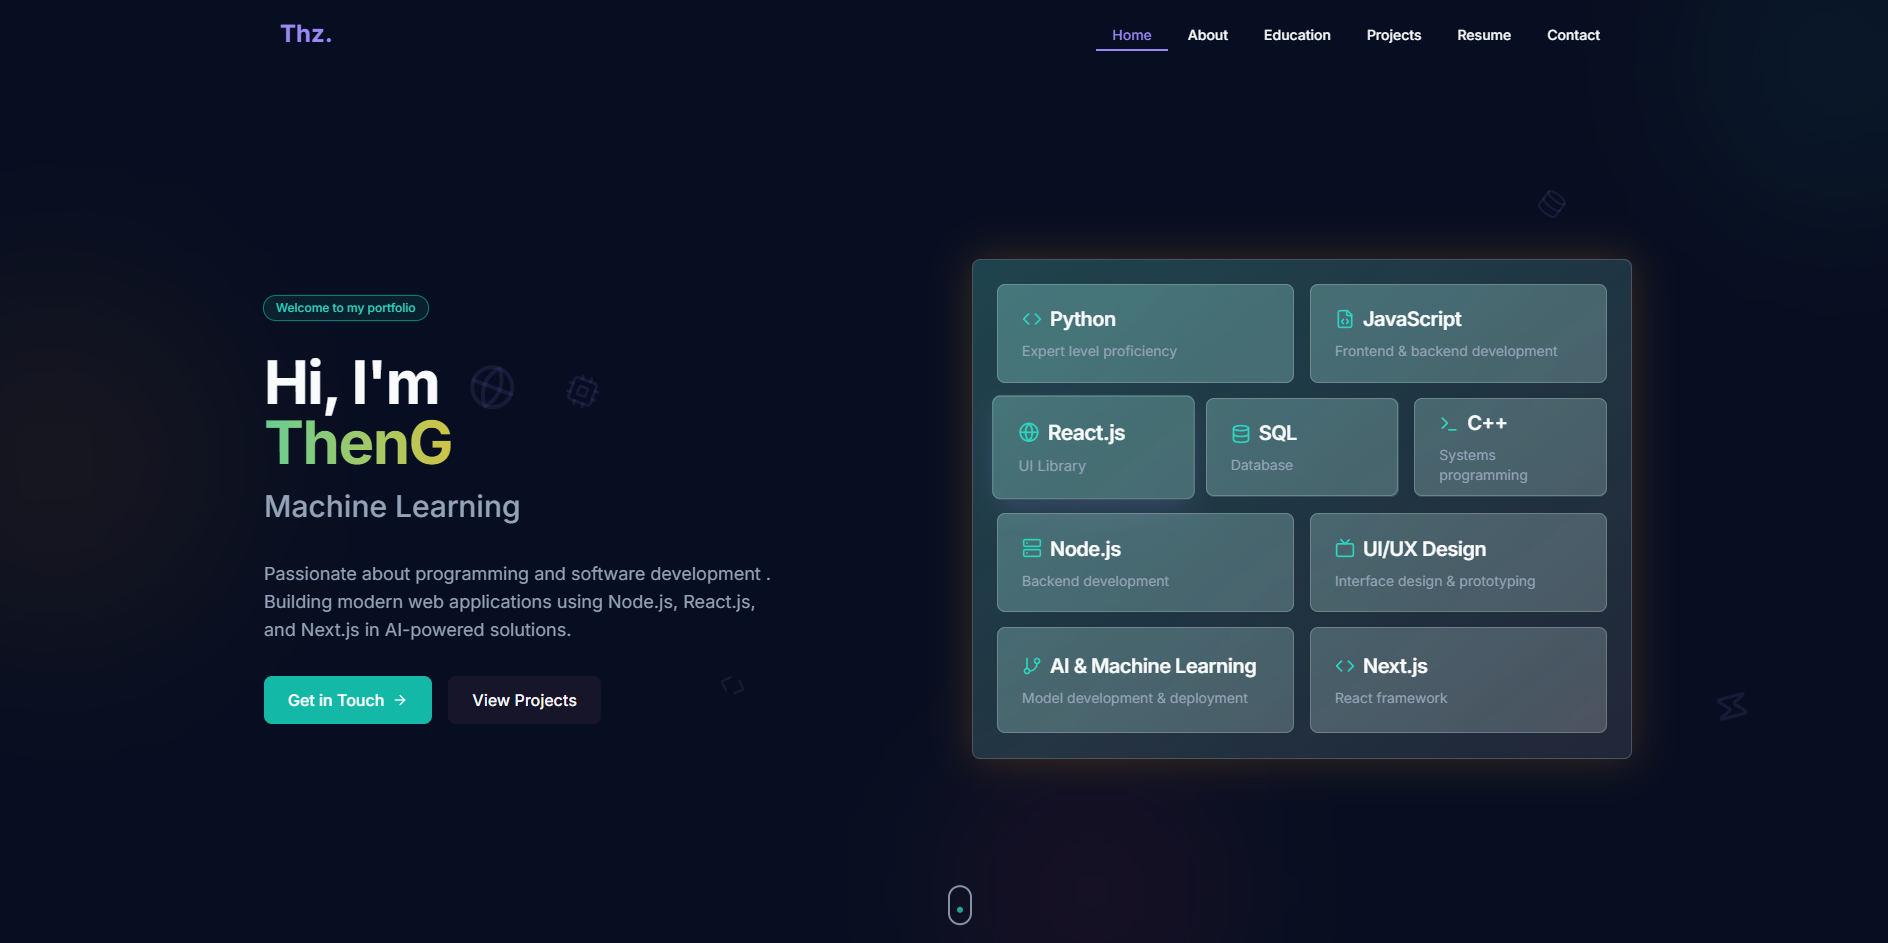 Thz.
Home
About
Education
Projects
Resume
Contact
Welcome to my portfolio
Hi, I'm
ThenG
Machine Learning
Passionate about programming and software development .
Building modern web applications using Node.js, React.js,
and Next.js in AI-powered solutions.
Get in Touch
View Projects
Python
Expert level proficiency
JavaScript
Frontend & backend development
React.js
UI Library
SQL
Database
C++
Systems
programming
Node.js
Backend development
UI/UX Design
Interface design & prototyping
AI & Machine Learning
Model development & deployment
Next.js
React framework